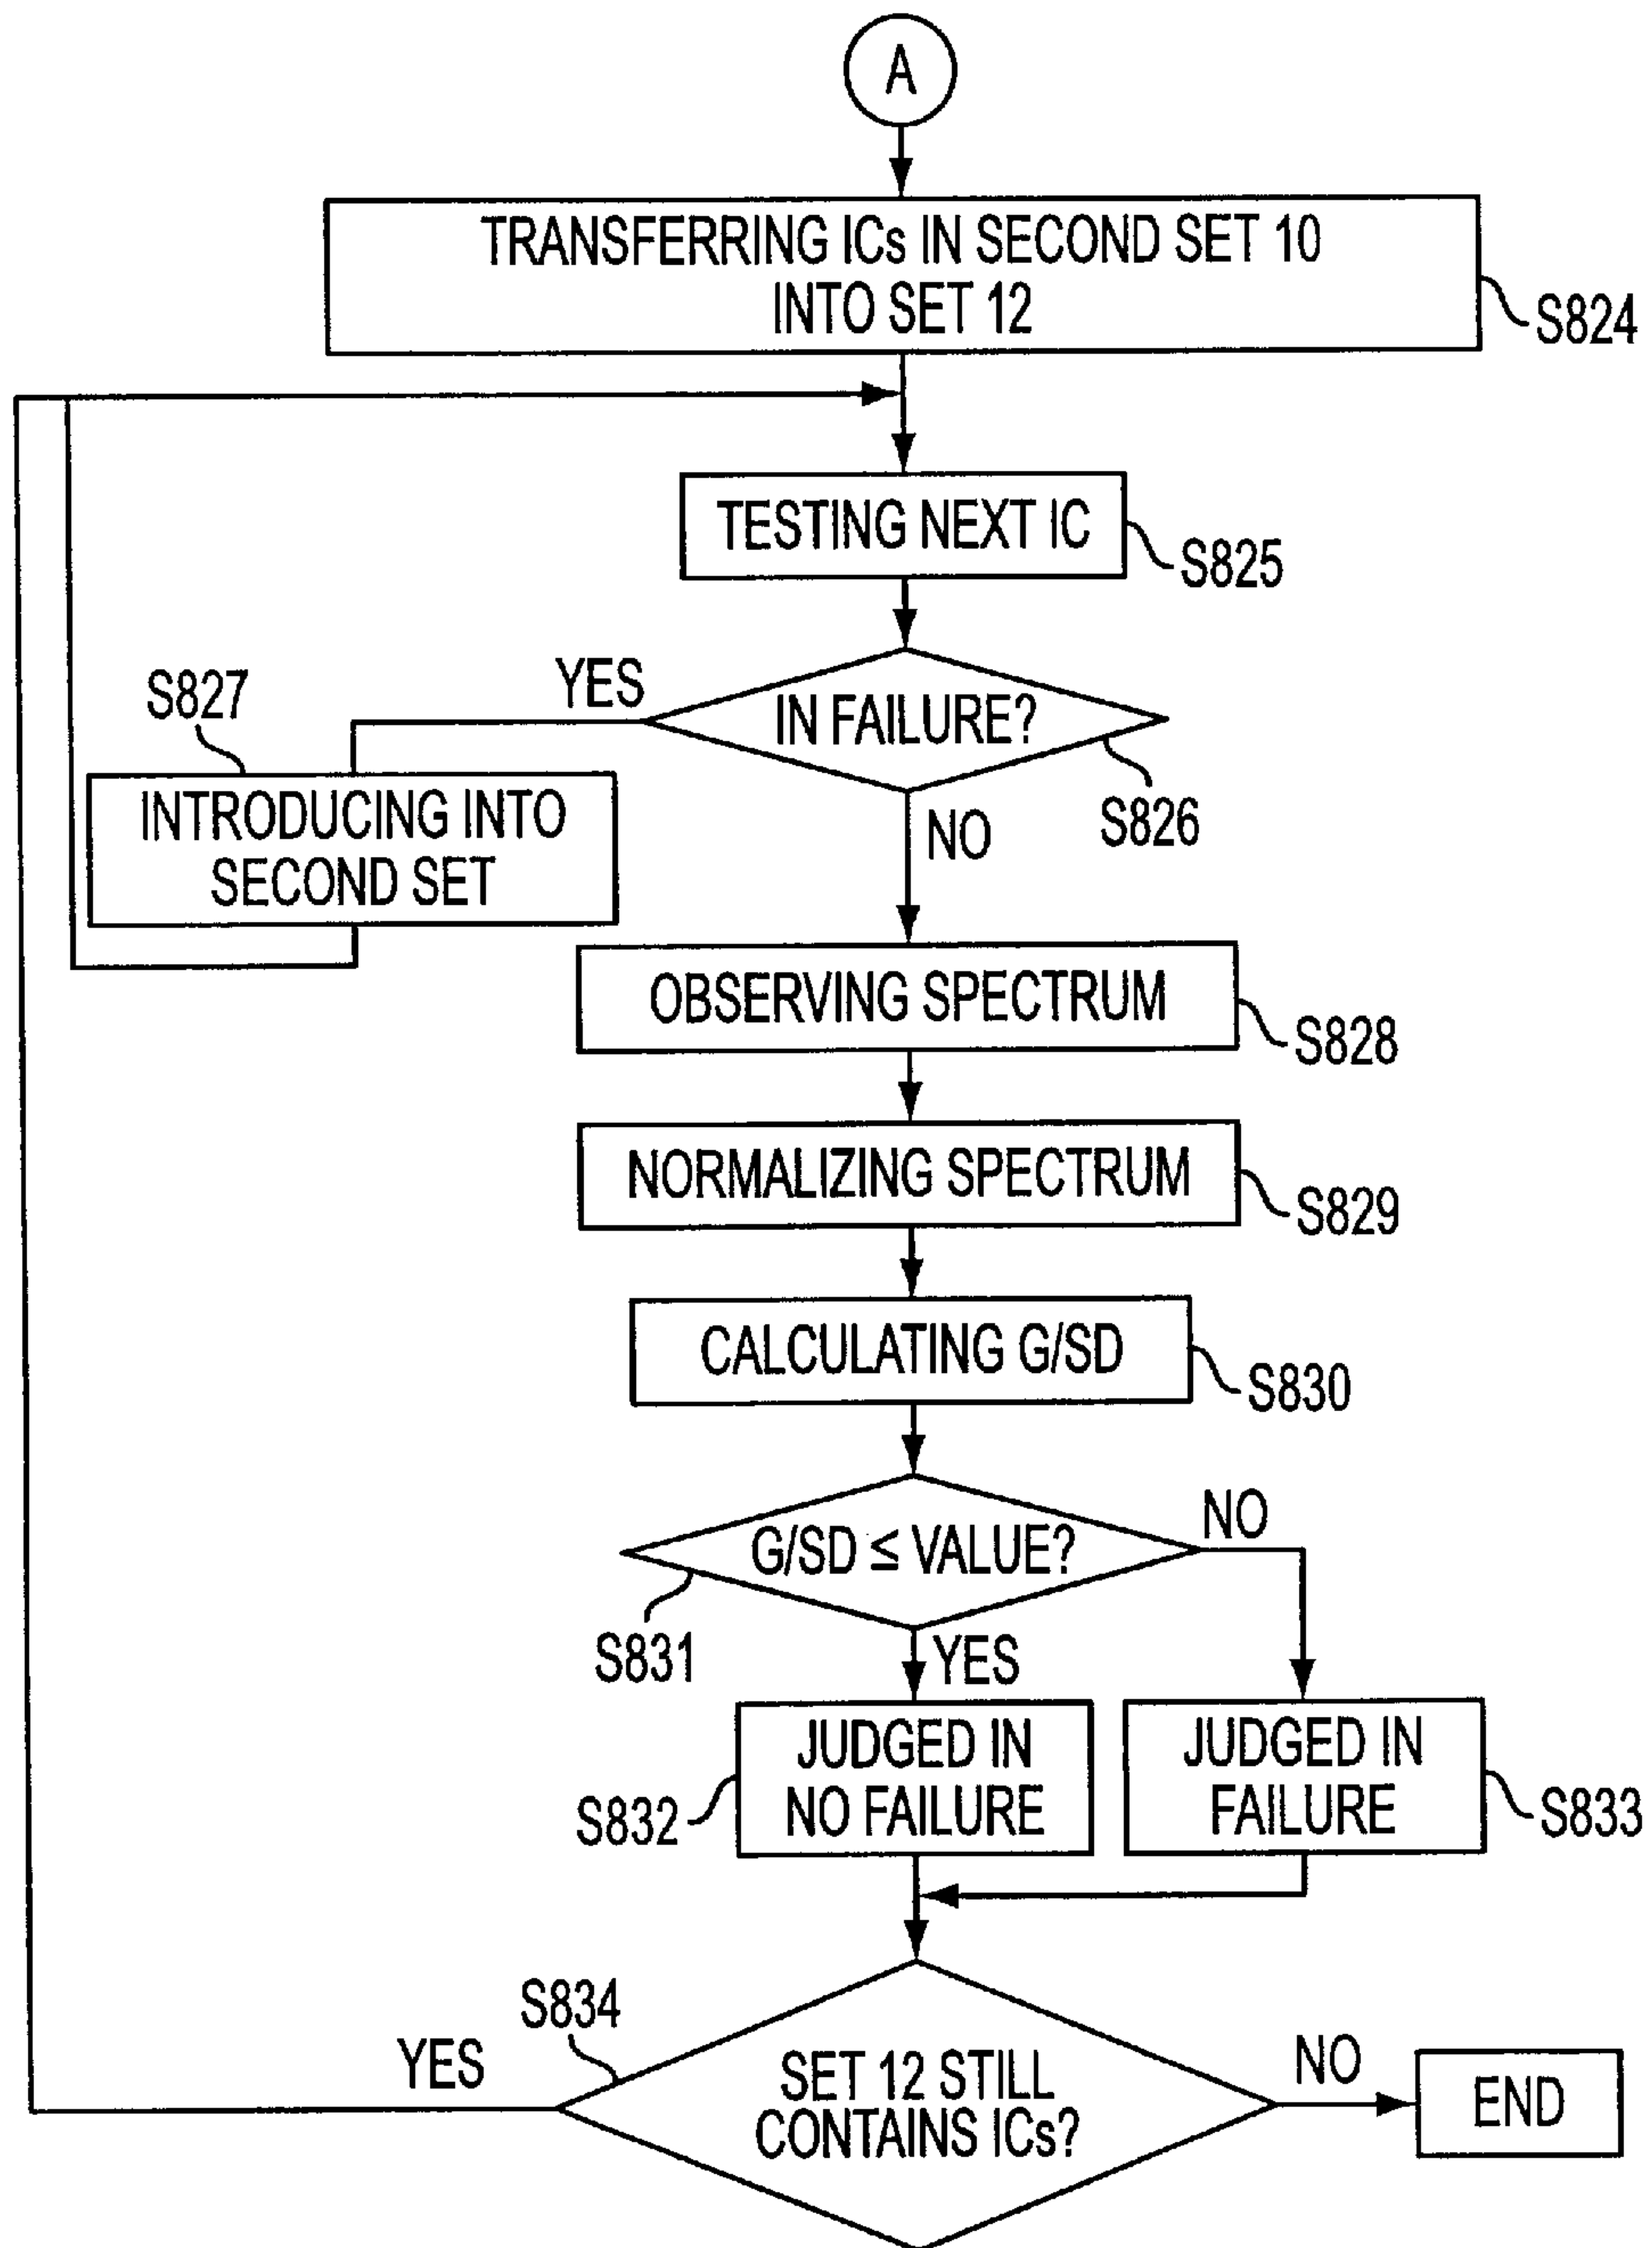 A
TRANSFERRING ICs IN SECOND SET 10
INTO SET 12
S824
TESTING NEXT IC
S825
YES
IN FAILURE?
S826
S827
INTRODUCING INTO
SECOND SET
NO
OBSERVING SPECTRUM
S828
NORMALIZING SPECTRUM
S829
CALCULATING G/SD
S830
G/SD ≤ VALUE?
NO
S831
YES
JUDGED IN
NO FAILURE
S832
JUDGED IN
FAILURE
S833
S834
YES
SET 12 STILL
CONTAINS ICs?
NO
END